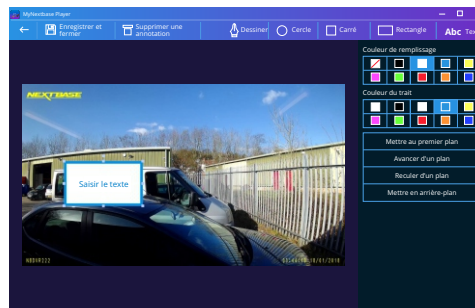 MyNextbase Player
Enregistrer et fermer
Supprimer une annotation
Dessiner
Cercle
Carré
Rectangle
Abc
Couleur de remplissage
NEXTBASE
Couleur du trait
Mettre au premier plan
Avancer d'un plan
Reculer d'un plan
Mettre en arrière-plan
Saisir le texte